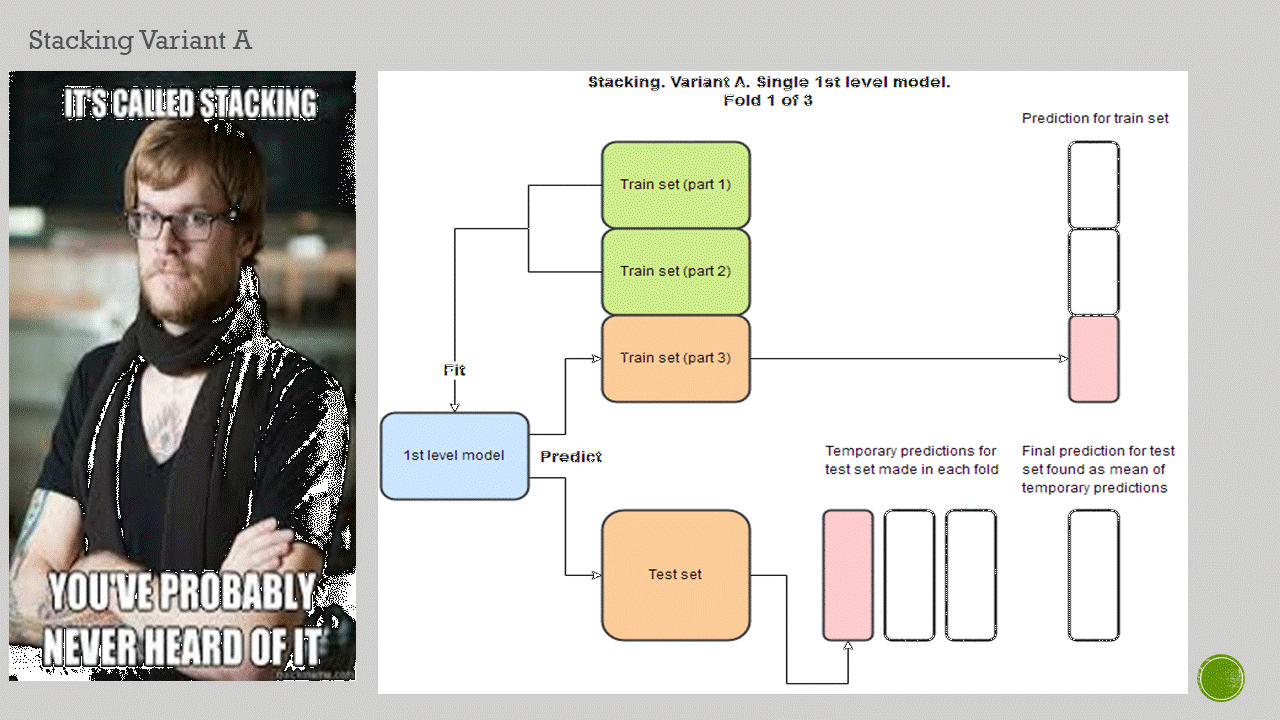 Stacking Variant A
IT'S CALLED STACKING
YOU'VE PROBABLY
NEVER HEARD OF IT
Stacking. Variant A. Single 1st level model.
Fold 1 of 3
Prediction for train set
Train set (part 1)
Train set (part 2)
Train set (part 3)
Fit
1st level model
Predict
Temporary predictions for
test set made in each fold
Final prediction for test
set found as mean of
temporary predictions
Test set